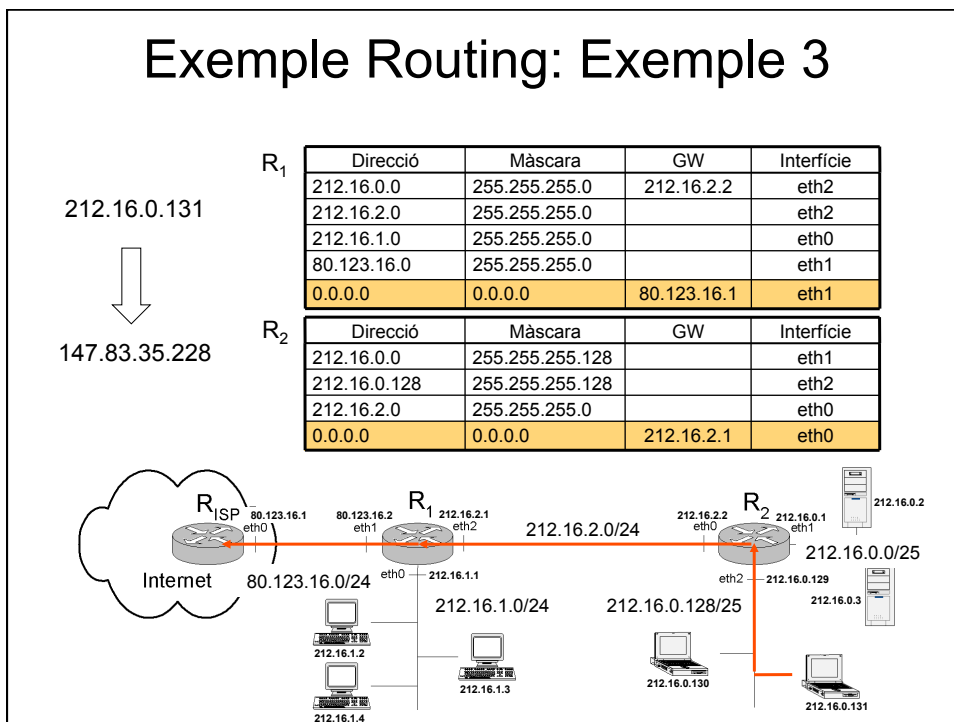 Exemple Routing: Exemple 3
212.16.0.131
147.83.35.228
R1
Direcció Màscara GW Interfície
212.16.0.0 255.255.255.0 212.16.2.2 eth2
212.16.2.0 255.255.255.0 eth2
212.16.1.0 255.255.255.0 eth0
80.123.16.0 255.255.255.0 eth1
0.0.0.0 0.0.0.0 80.123.16.1 eth1
R2
Direcció Màscara GW Interfície
212.16.0.0 255.255.255.128 eth1
212.16.0.128 255.255.255.128 eth2
212.16.2.0 255.255.255.0 eth0
0.0.0.0 0.0.0.0 212.16.2.1 eth0
RISP
80.123.16.1
eth0
Internet
80.123.16.0/24
80.123.16.2
eth1
R1
212.16.2.1
eth2
eth0
212.16.1.1
212.16.2.0/24
212.16.2.2
eth0
R2
212.16.0.1
eth1
212.16.0.2
212.16.0.0/25
eth2
212.16.0.129
212.16.0.3
212.16.1.0/24
212.16.0.128/25
212.16.1.2
212.16.1.3
212.16.1.4
212.16.0.130
212.16.0.131